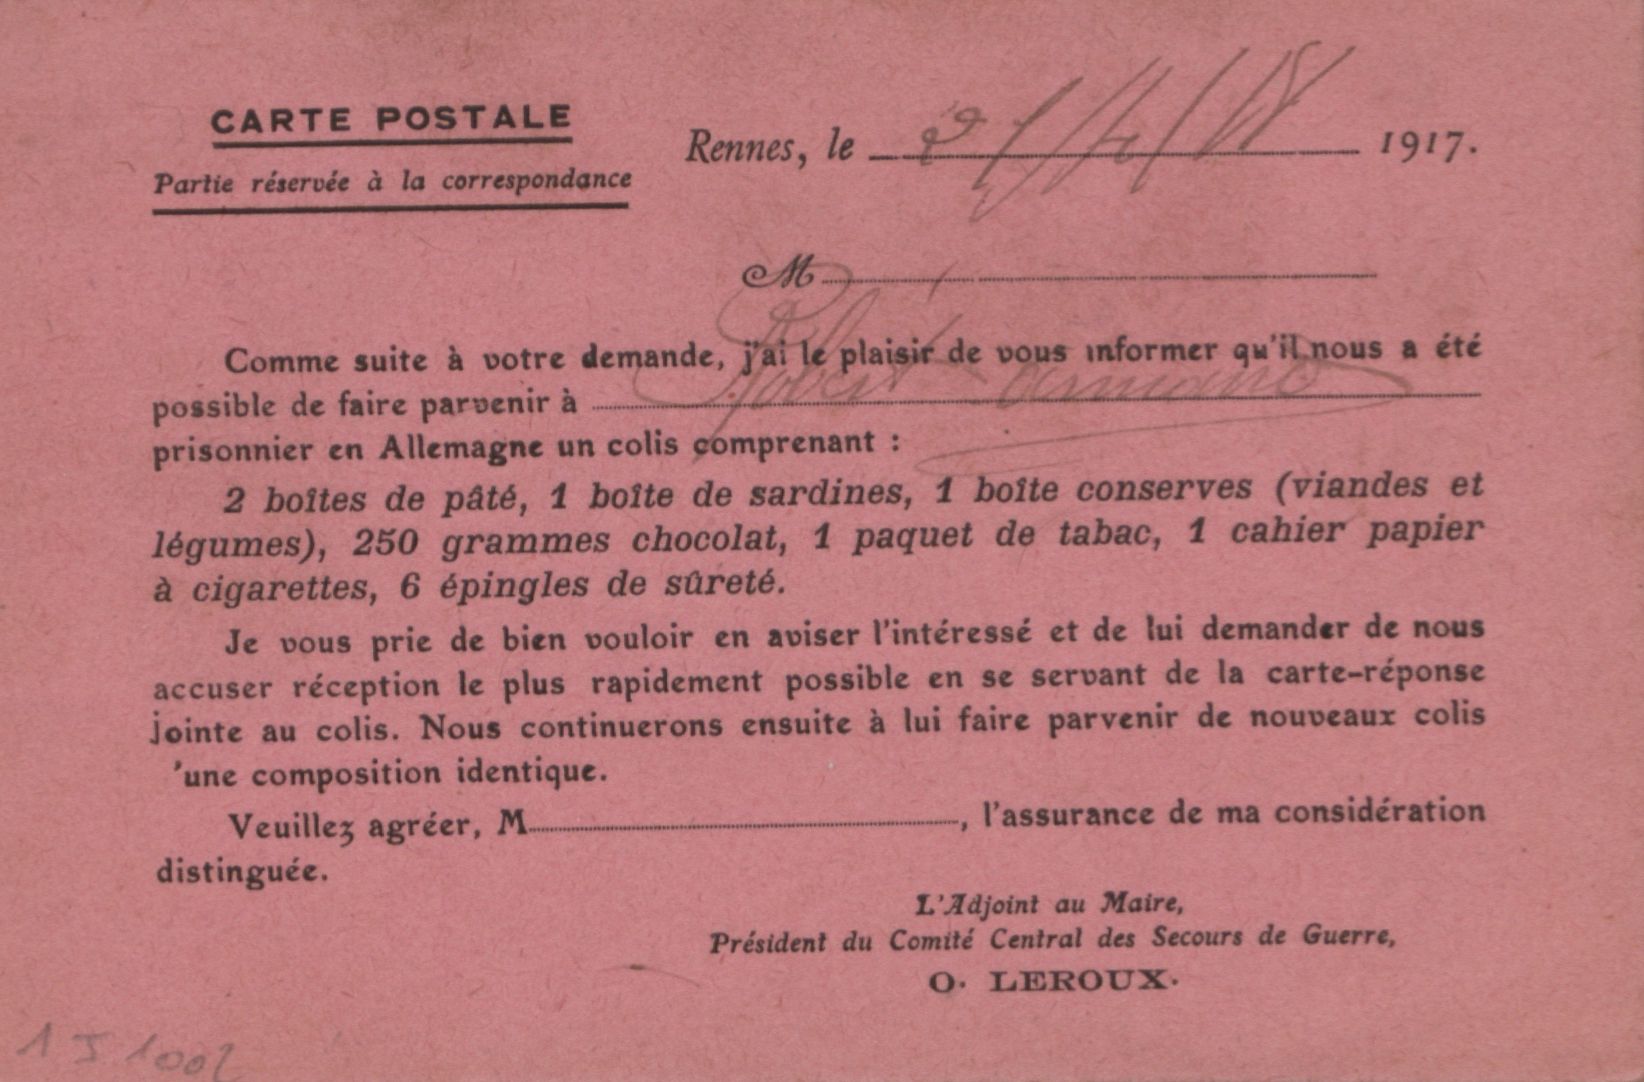 CARTE POSTALE
Partie réservée à la correspondance
Rennes, le 1917.
M
Robert
Comme suite à votre demande, j'ai le plaisir de vous informer qu'il nous a été
possible de faire parvenir à
prisonnier en Allemagne un colis comprenant :
2 boîtes de pâté, 1 boîte de sardines, 1 boîte conserves (viandes et
légumes), 250 grammes chocolat, 1 paquet de tabac, 1 cahier papier
à cigarettes, 6 épingles de sûreté.
Je vous prie de bien vouloir en aviser l'intéressé et de lui demander de nous
accuser réception le plus rapidement possible en se servant de la carte-réponse
jointe au colis. Nous continuerons ensuite à lui faire parvenir de nouveaux colis
'une composition identique.
Veuillez agréer, M , l'assurance de ma considération
distinguée.
L'Adjoint au Maire,
Président du Comité Central des Secours de Guerre,
O. LEROUX.
1 J 1002